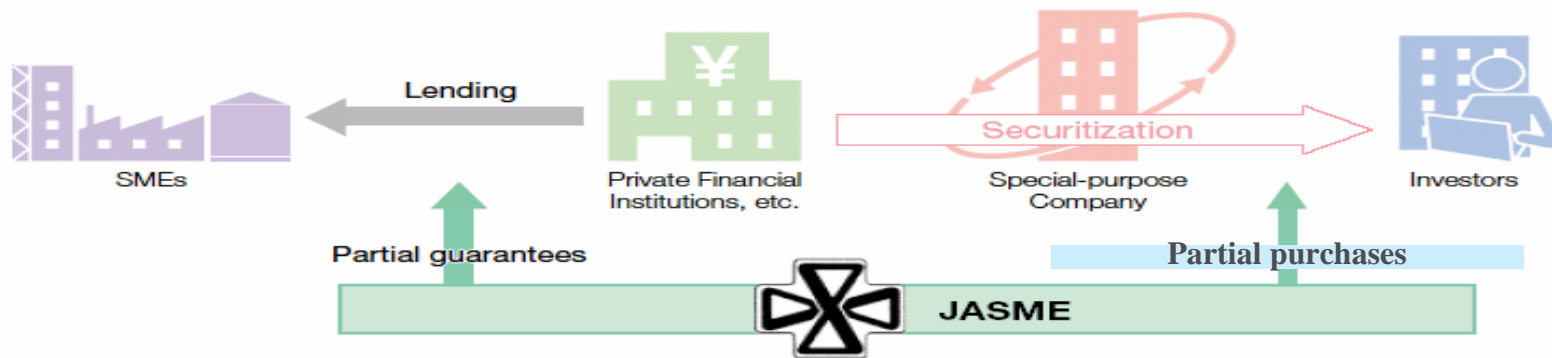 Lending
¥
Securitization
SMEs
Private Financial
Institutions, etc.
Special-purpose
Company
Investors
Partial guarantees
Partial purchases
JASME